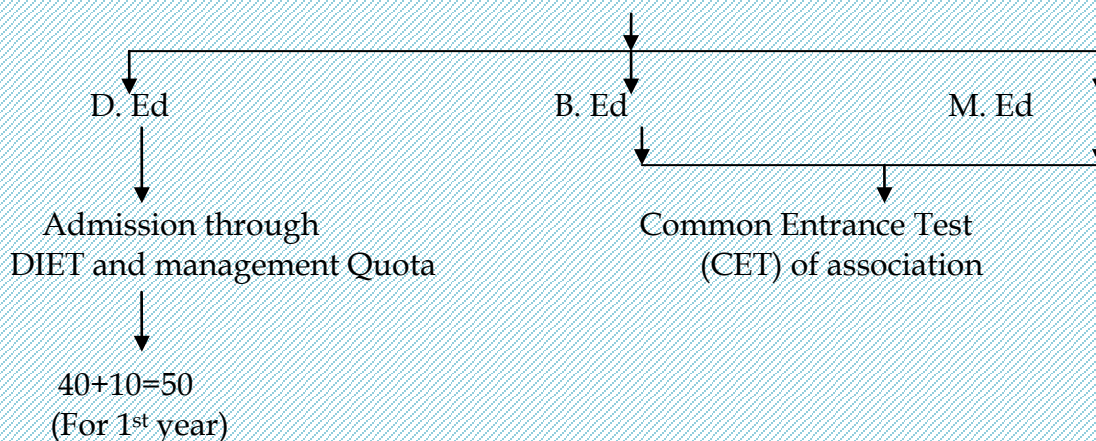 D. Ed
B. Ed
M. Ed
Admission through
DIET and management Quota
Common Entrance Test
(CET) of association
40+10=50
(For 1st year)